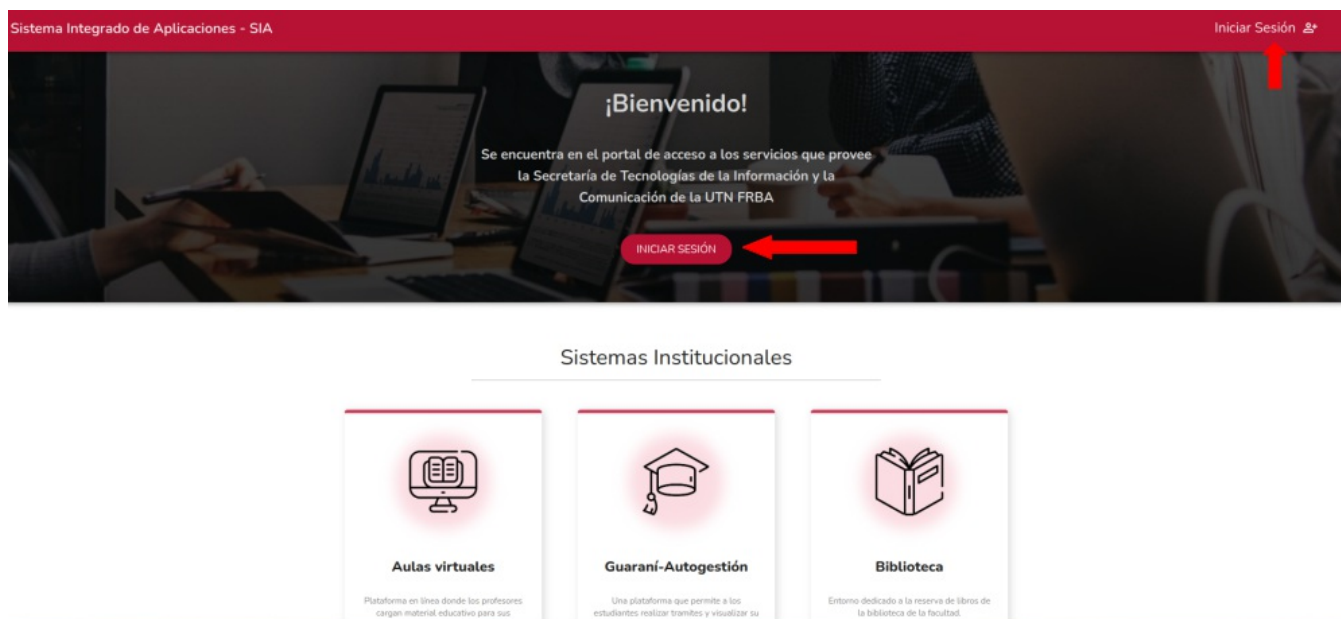 Sistema Integrado de Aplicaciones - SIA
Iniciar Sesión
¡Bienvenido!
Se encuentra en el portal de acceso a los servicios que provee
la Secretaría de Tecnologías de la Información y la
Comunicación de la UTN FRBA
INICIAR SESIÓN
Sistemas Institucionales
Aulas virtuales
Plataforma en línea donde los profesores
cargan material educativo para sus
Guaraní-Autogestión
Una plataforma que permite a los
estudiantes realizar tramites y visualizar su
Biblioteca
Entorno dedicado a la reserva de libros de
la biblioteca de la facultad.